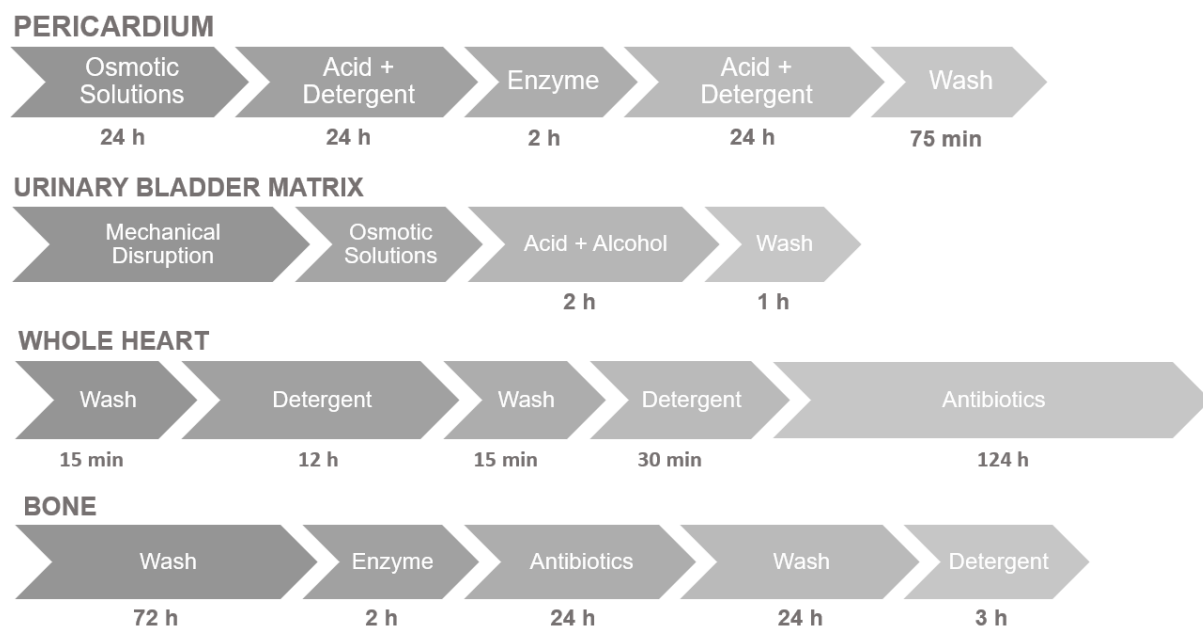 PERICARDIUM
Osmotic
Solutions
Acid +
Detergent
Enzyme
Acid +
Detergent
Wash
24 h
24 h
2 h
24 h
75 min
URINARY BLADDER MATRIX
Mechanical
Disruption
Osmotic
Solutions
Acid + Alcohol
Wash
2 h
1 h
WHOLE HEART
Wash
Detergent
Wash
Detergent
Antibiotics
15 min
12 h
15 min
30 min
124 h
BONE
Wash
Enzyme
Antibiotics
Wash
Detergent
72 h
2 h
24 h
24 h
3 h